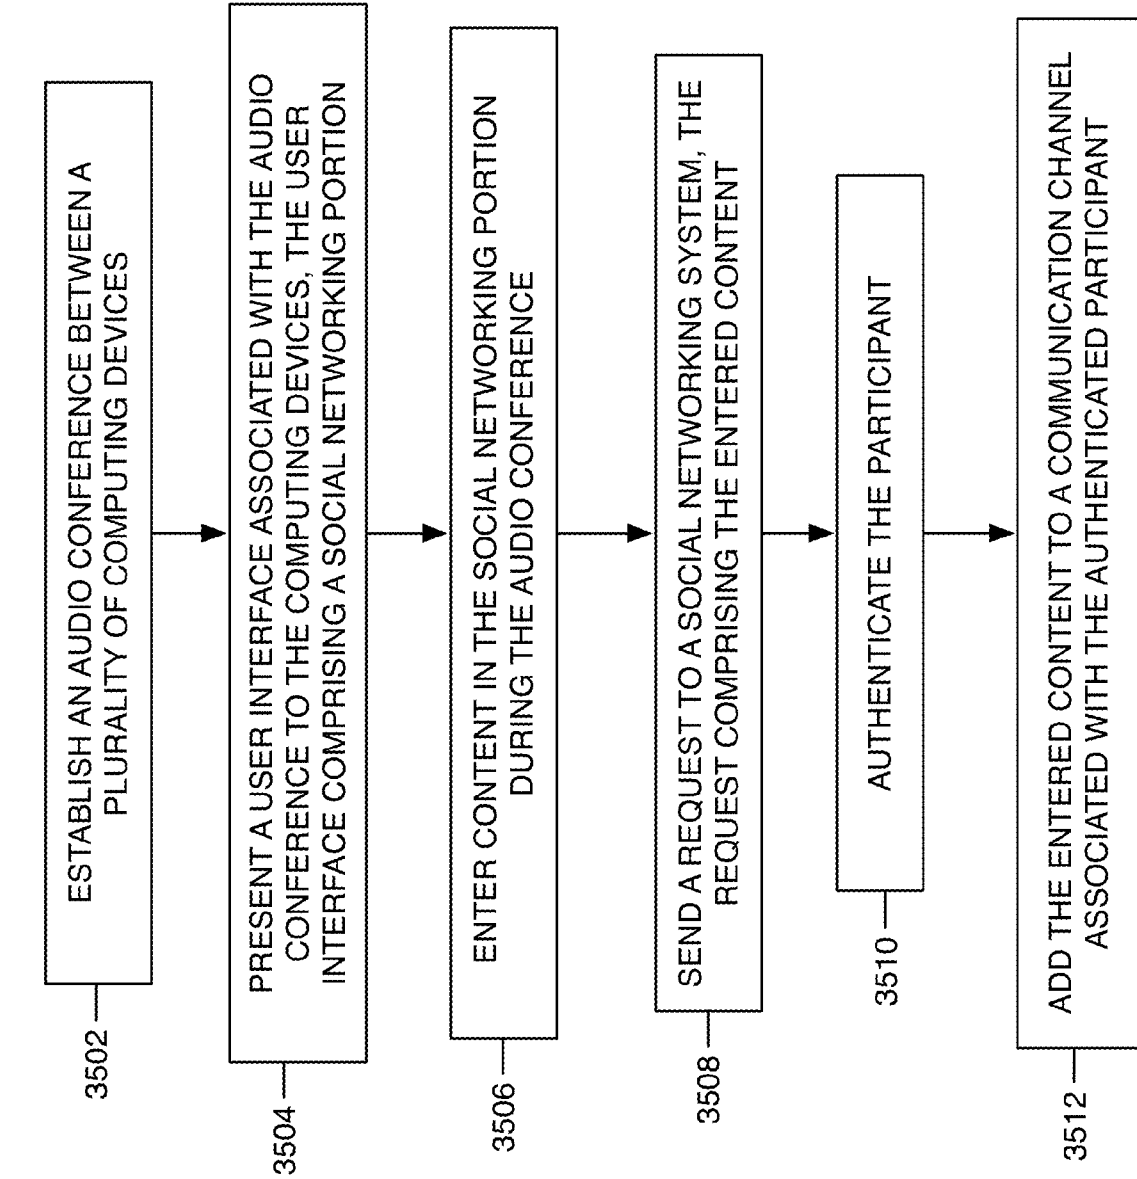 3502
ESTABLISH AN AUDIO CONFERENCE BETWEEN A
PLURALITY OF COMPUTING DEVICES
3504
PRESENT A USER INTERFACE ASSOCIATED WITH THE AUDIO
CONFERENCE TO THE COMPUTING DEVICES, THE USER
INTERFACE COMPRISING A SOCIAL NETWORKING PORTION
3506
ENTER CONTENT IN THE SOCIAL NETWORKING PORTION
DURING THE AUDIO CONFERENCE
3508
SEND A REQUEST TO A SOCIAL NETWORKING SYSTEM, THE
REQUEST COMPRISING THE ENTERED CONTENT
3510
AUTHENTICATE THE PARTICIPANT
3512
ADD THE ENTERED CONTENT TO A COMMUNICATION CHANNEL
ASSOCIATED WITH THE AUTHENTICATED PARTICIPANT